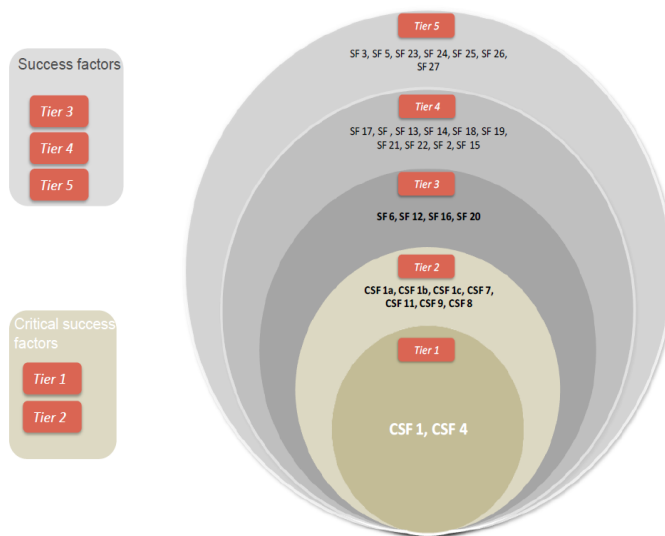 Success factors
Tier 3
Tier 4
Tier 5
Critical success
factors
Tier 1
Tier 2
Tier 5
SF 3, SF 5, SF 23, SF 24, SF 25, SF 26,
SF 27
Tier 4
SF 17, SF , SF 13, SF 14, SF 18, SF 19,
SF 21, SF 22, SF 2, SF 15
Tier 3
SF 6, SF 12, SF 16, SF 20
Tier 2
CSF 1a, CSF 1b, CSF 1c, CSF 7,
CSF 11, CSF 9, CSF 8
Tier 1
CSF 1, CSF 4